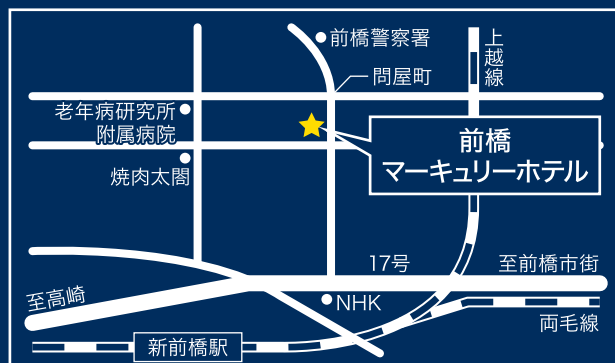 前橋警察署
問屋町
上越線
老年病研究所
附属病院
焼肉太閤
前橋
マーキュリーホテル
17号
至前橋市街
至高崎
NHK
両毛線
新前橋駅